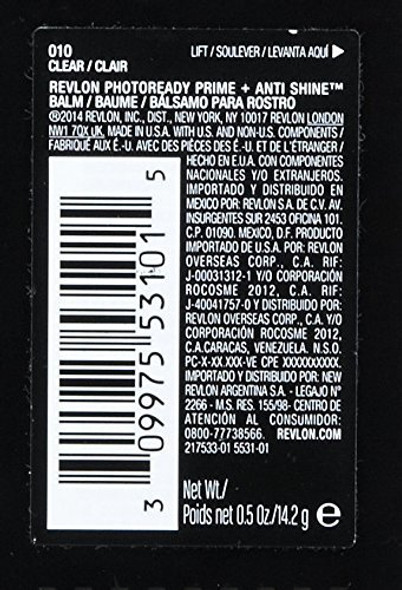 010
CLEAR / CLAIR
LIFT / SOULEVER / LEVANTA AQUÍ ▶
REVLON PHOTOREADY PRIME + ANTI SHINE™
BALM / BAUME / BÁLSAMO PARA ROSTRO
®2014 REVLON, INC., DIST., NEW YORK, NY 10017 REVLON LONDON
NW1 7QX UK. MADE IN U.S.A. WITH U.S. AND NON-U.S. COMPONENTS /
FABRIQUÉ AUX É.-U. AVEC DES PIÈCES DES É.-U. ET DE L'ÉTRANGER /
HECHO EN E.U.A. CON COMPONENTES
NACIONALES Y/O EXTRANJEROS.
IMPORTADO Y DISTRIBUIDO EN
MEXICO POR: REVLON S.A. DE C.V. AV.
INSURGENTES SUR 2453 OFICINA 101.
C.P. 01090. MEXICO, D.F. PRODUCTO
IMPORTADO DE U.S.A. POR: REVLON
OVERSEAS CORP., C.A. RIF:
J-00031312-1 Y/O CORPORACIÓN
ROCOSME 2012, C.A. RIF:
J-40041757-0 Y DISTRIBUIDO POR:
REVLON OVERSEAS CORP., C.A. Y/O
CORPORACIÓN ROCOSME 2012,
C.A.CARACAS, VENEZUELA. N.S.O.
PC-X-XX.XXX-VE CPE XXXXXXXXXX.
IMPORTADO Y DISTRIBUIDO POR: NEW
REVLON ARGENTINA S.A. - LEGAJO N°
2266 - M.S. RES. 155/98- CENTRO DE
ATENCIÓN AL CONSUMIDOR:
0800-77738566. REVLON.COM
217533-01 5531-01
3 09975 53101 5
Net Wt./
Poids net 0.5 Oz./14.2 g ℮